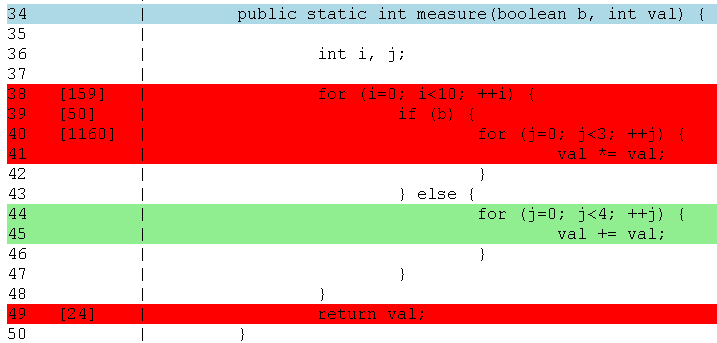 34 | public static int measure(boolean b, int val) {
35 |
36 | int i, j;
37 |
38 [159] | for (i=0; i<10; ++i) {
39 [50] | if (b) {
40 [1160] | for (j=0; j<3; ++j) {
41 | val *= val;
42 | }
43 | } else {
44 | for (j=0; j<4; ++j) {
45 | val += val;
46 | }
47 | }
48 | }
49 [24] | return val;
50 | }